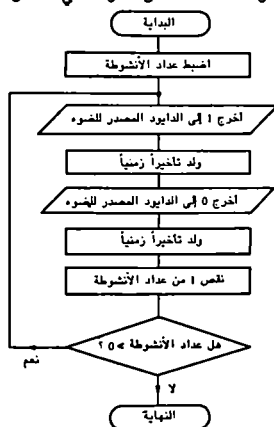 البداية
اضبط عداد الأنشوطة
أخرج 1 إلى الدايود المصدر للضوء
ولد تأخيراً زمنياً
أخرج 0 إلى الدايود المصدر للضوء
ولد تأخيراً زمنياً
نقص 1 من عداد الأنشوطة
هل عداد الأنشوطة > 0 ؟
نعم
لا
النهاية